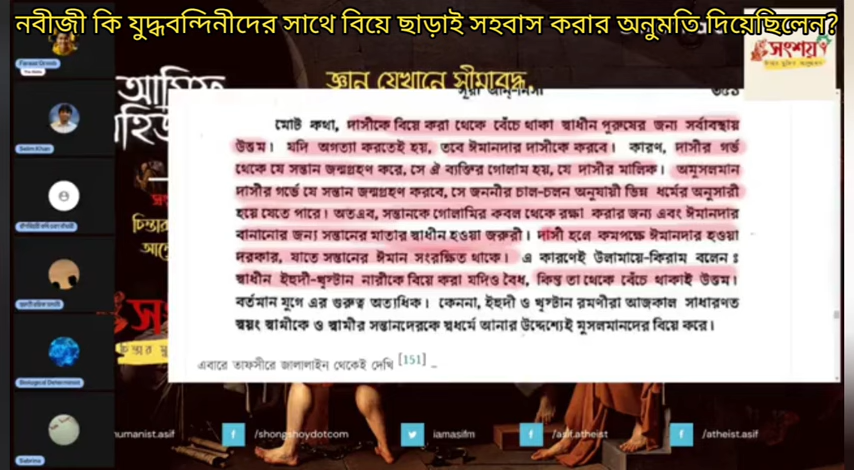 নবীজী কি যুদ্ধবন্দিনীদের সাথে বিয়ে ছাড়াই সহবাস করার অনুমতি দিয়েছিলেন?
Farazul
সংশয়
আসিফ
জ্ঞান যেখানে সীমাবদ্ধ
সূরা আন্-নিসা
৩৫১
মোট কথা, দাসীকে বিয়ে করা থেকে বেঁচে থাকা স্বাধীন পুরুষের জন্য সর্বাবস্থায়
উত্তম। যদি অগত্যা করতেই হয়, তবে ঈমানদার দাসীকে করবে। কারণ, দাসীর গর্ভ
থেকে যে সন্তান জন্মগ্রহণ করে, সে ঐ ব্যক্তির গোলাম হয়, যে দাসীর মালিক। অমুসলমান
দাসীর গর্ভে যে সন্তান জন্মগ্রহণ করবে, সে জননীর চাল-চলন অনুযায়ী ভিন্ন ধর্মের অনুসারী
হয়ে যেতে পারে। অতএব, সন্তানকে গোলামির কবল থেকে রক্ষা করার জন্য এবং ঈমানদার
বানানোর জন্য সন্তানের মাতার স্বাধীন হওয়া জরুরী। দাসী হলে কমপক্ষে ঈমানদার হওয়া
দরকার, যাতে সন্তানের ঈমান সংরক্ষিত থাকে। এ কারণেই উলামায়ে-কিরাম বলেন ঃ
স্বাধীন ইহুদী-খৃস্টান নারীকে বিয়ে করা যদিও বৈধ, কিন্তু তা থেকে বেঁচে থাকাই উত্তম।
বর্তমান যুগে এর গুরুত্ব অত্যধিক। কেননা, ইহুদী ও খৃস্টান রমণীরা আজকাল সাধারণত
স্বয়ং স্বামীকে ও স্বামীর সন্তানদেরকে স্বধর্মে আনার উদ্দেশ্যেই মুসলমানদের বিয়ে করে।
এবারে তাফসীরে জালালাইন থেকেই দেখি [151] –
Selim Khan
Biological Determinist
Sabrina
humanist.asif
/shongshoydotcom
iamasifm
/asif.atheist
/atheist.asif